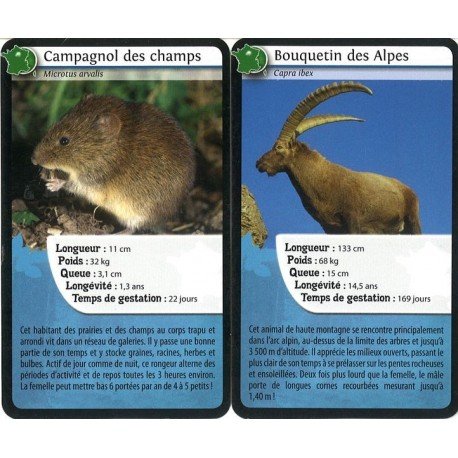 Campagnol des champs
Microtus arvalis
Longueur : 11 cm
Poids : 32 kg
Queue : 3,1 cm
Longévité : 1,3 ans
Temps de gestation : 22 jours
Cet habitant des prairies et des champs au corps trapu et
arrondi vit dans un réseau de galeries. Il y passe une bonne
partie de son temps et y stocke graines, racines, herbes et
bulbes. Actif de jour comme de nuit, ce rongeur alterne des
périodes d'activité et de repos toutes les 3 heures environ.
La femelle peut mettre bas 6 portées par an de 4 à 5 petits !
Bouquetin des Alpes
Capra ibex
Longueur : 133 cm
Poids : 68 kg
Queue : 15 cm
Longévité : 14,5 ans
Temps de gestation : 169 jours
Cet animal de haute montagne se rencontre principalement
dans l'arc alpin, au-dessus de la limite des arbres et jusqu'à
3 500 m d'altitude. Il apprécie les milieux ouverts, passant le
plus clair de son temps à se prélasser sur les pentes rocheuses
et ensoleillées. Deux fois plus lourd que la femelle, le mâle
porte de longues cornes recourbées mesurant jusqu'à
1,40 m !